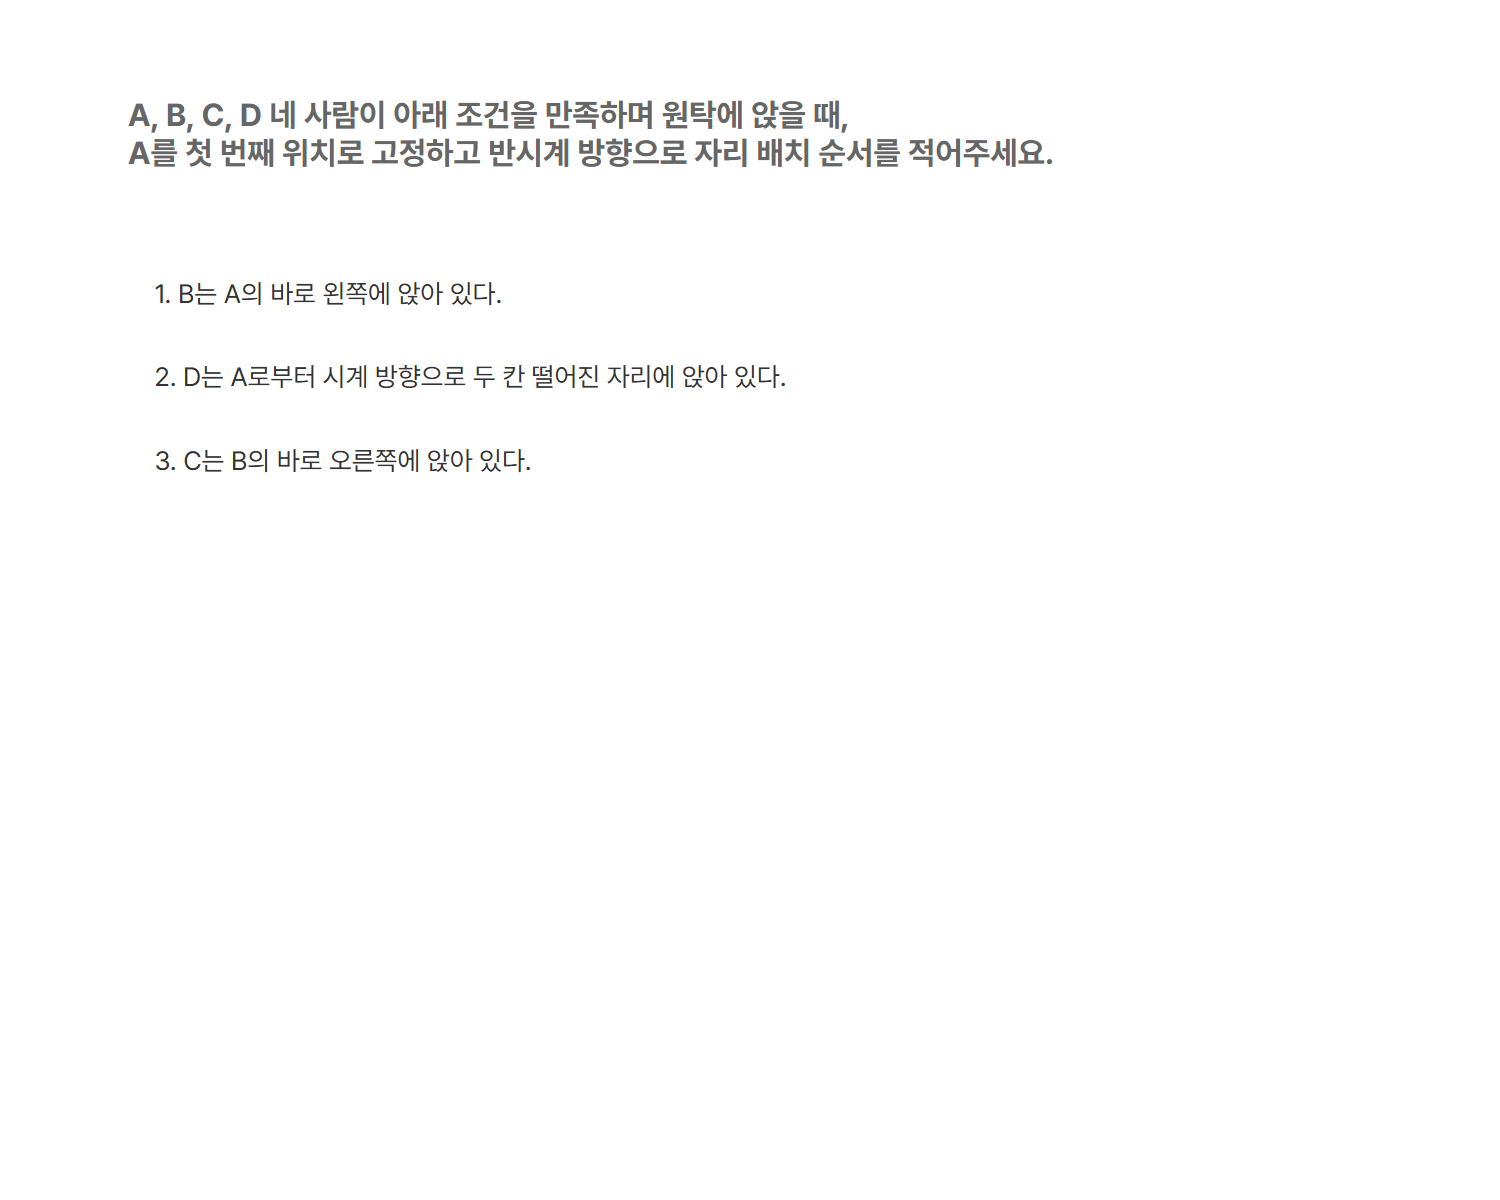 A, B, C, D 네 사람이 아래 조건을 만족하며 원탁에 앉을 때,
A를 첫 번째 위치로 고정하고 반시계 방향으로 자리 배치 순서를 적어주세요.
1. B는 A의 바로 왼쪽에 앉아 있다.
2. D는 A로부터 시계 방향으로 두 칸 떨어진 자리에 앉아 있다.
3. C는 B의 바로 오른쪽에 앉아 있다.